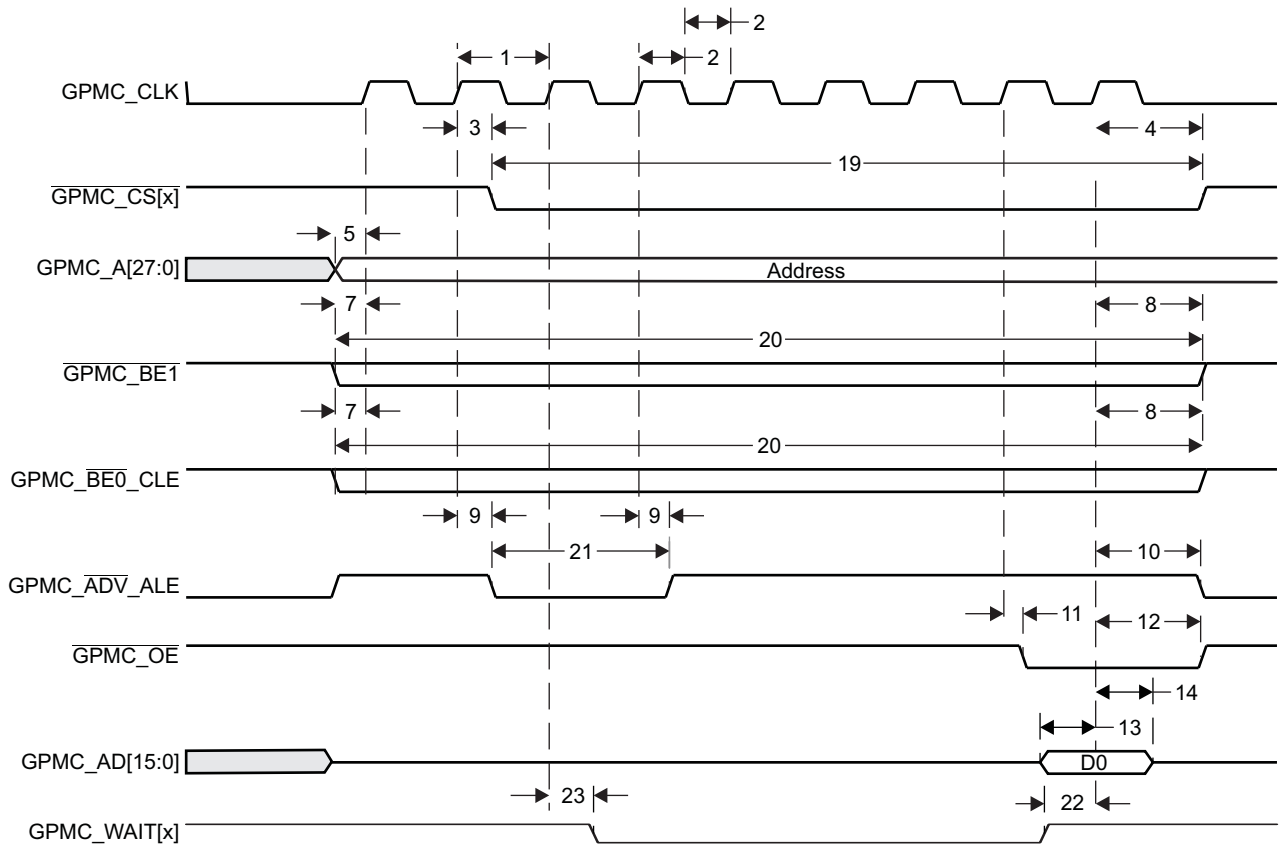 2
1
2
GPMC_CLK
3
4
19
GPMC_CS[x]
5
GPMC_A[27:0]
Address
7
8
20
GPMC_BE1
7
8
20
GPMC_BE0_CLE
9
9
21
10
GPMC_ADV_ALE
11
12
GPMC_OE
14
13
GPMC_AD[15:0]
D0
23
22
GPMC_WAIT[x]